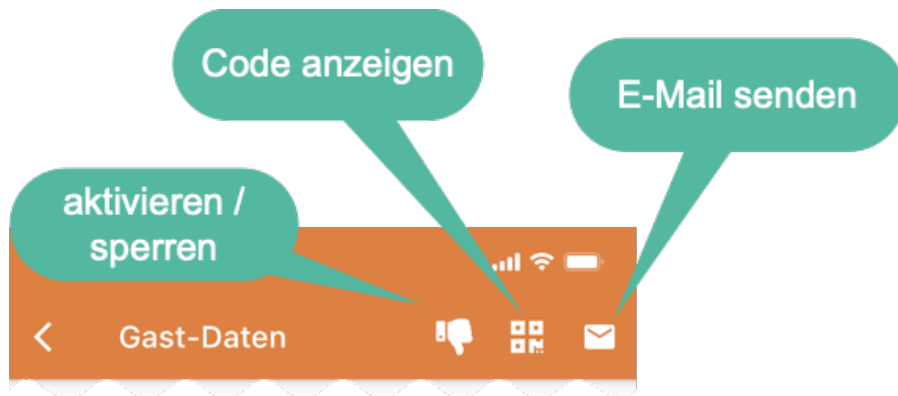 Code anzeigen
E-Mail senden
aktivieren /
sperren
Gast-Daten